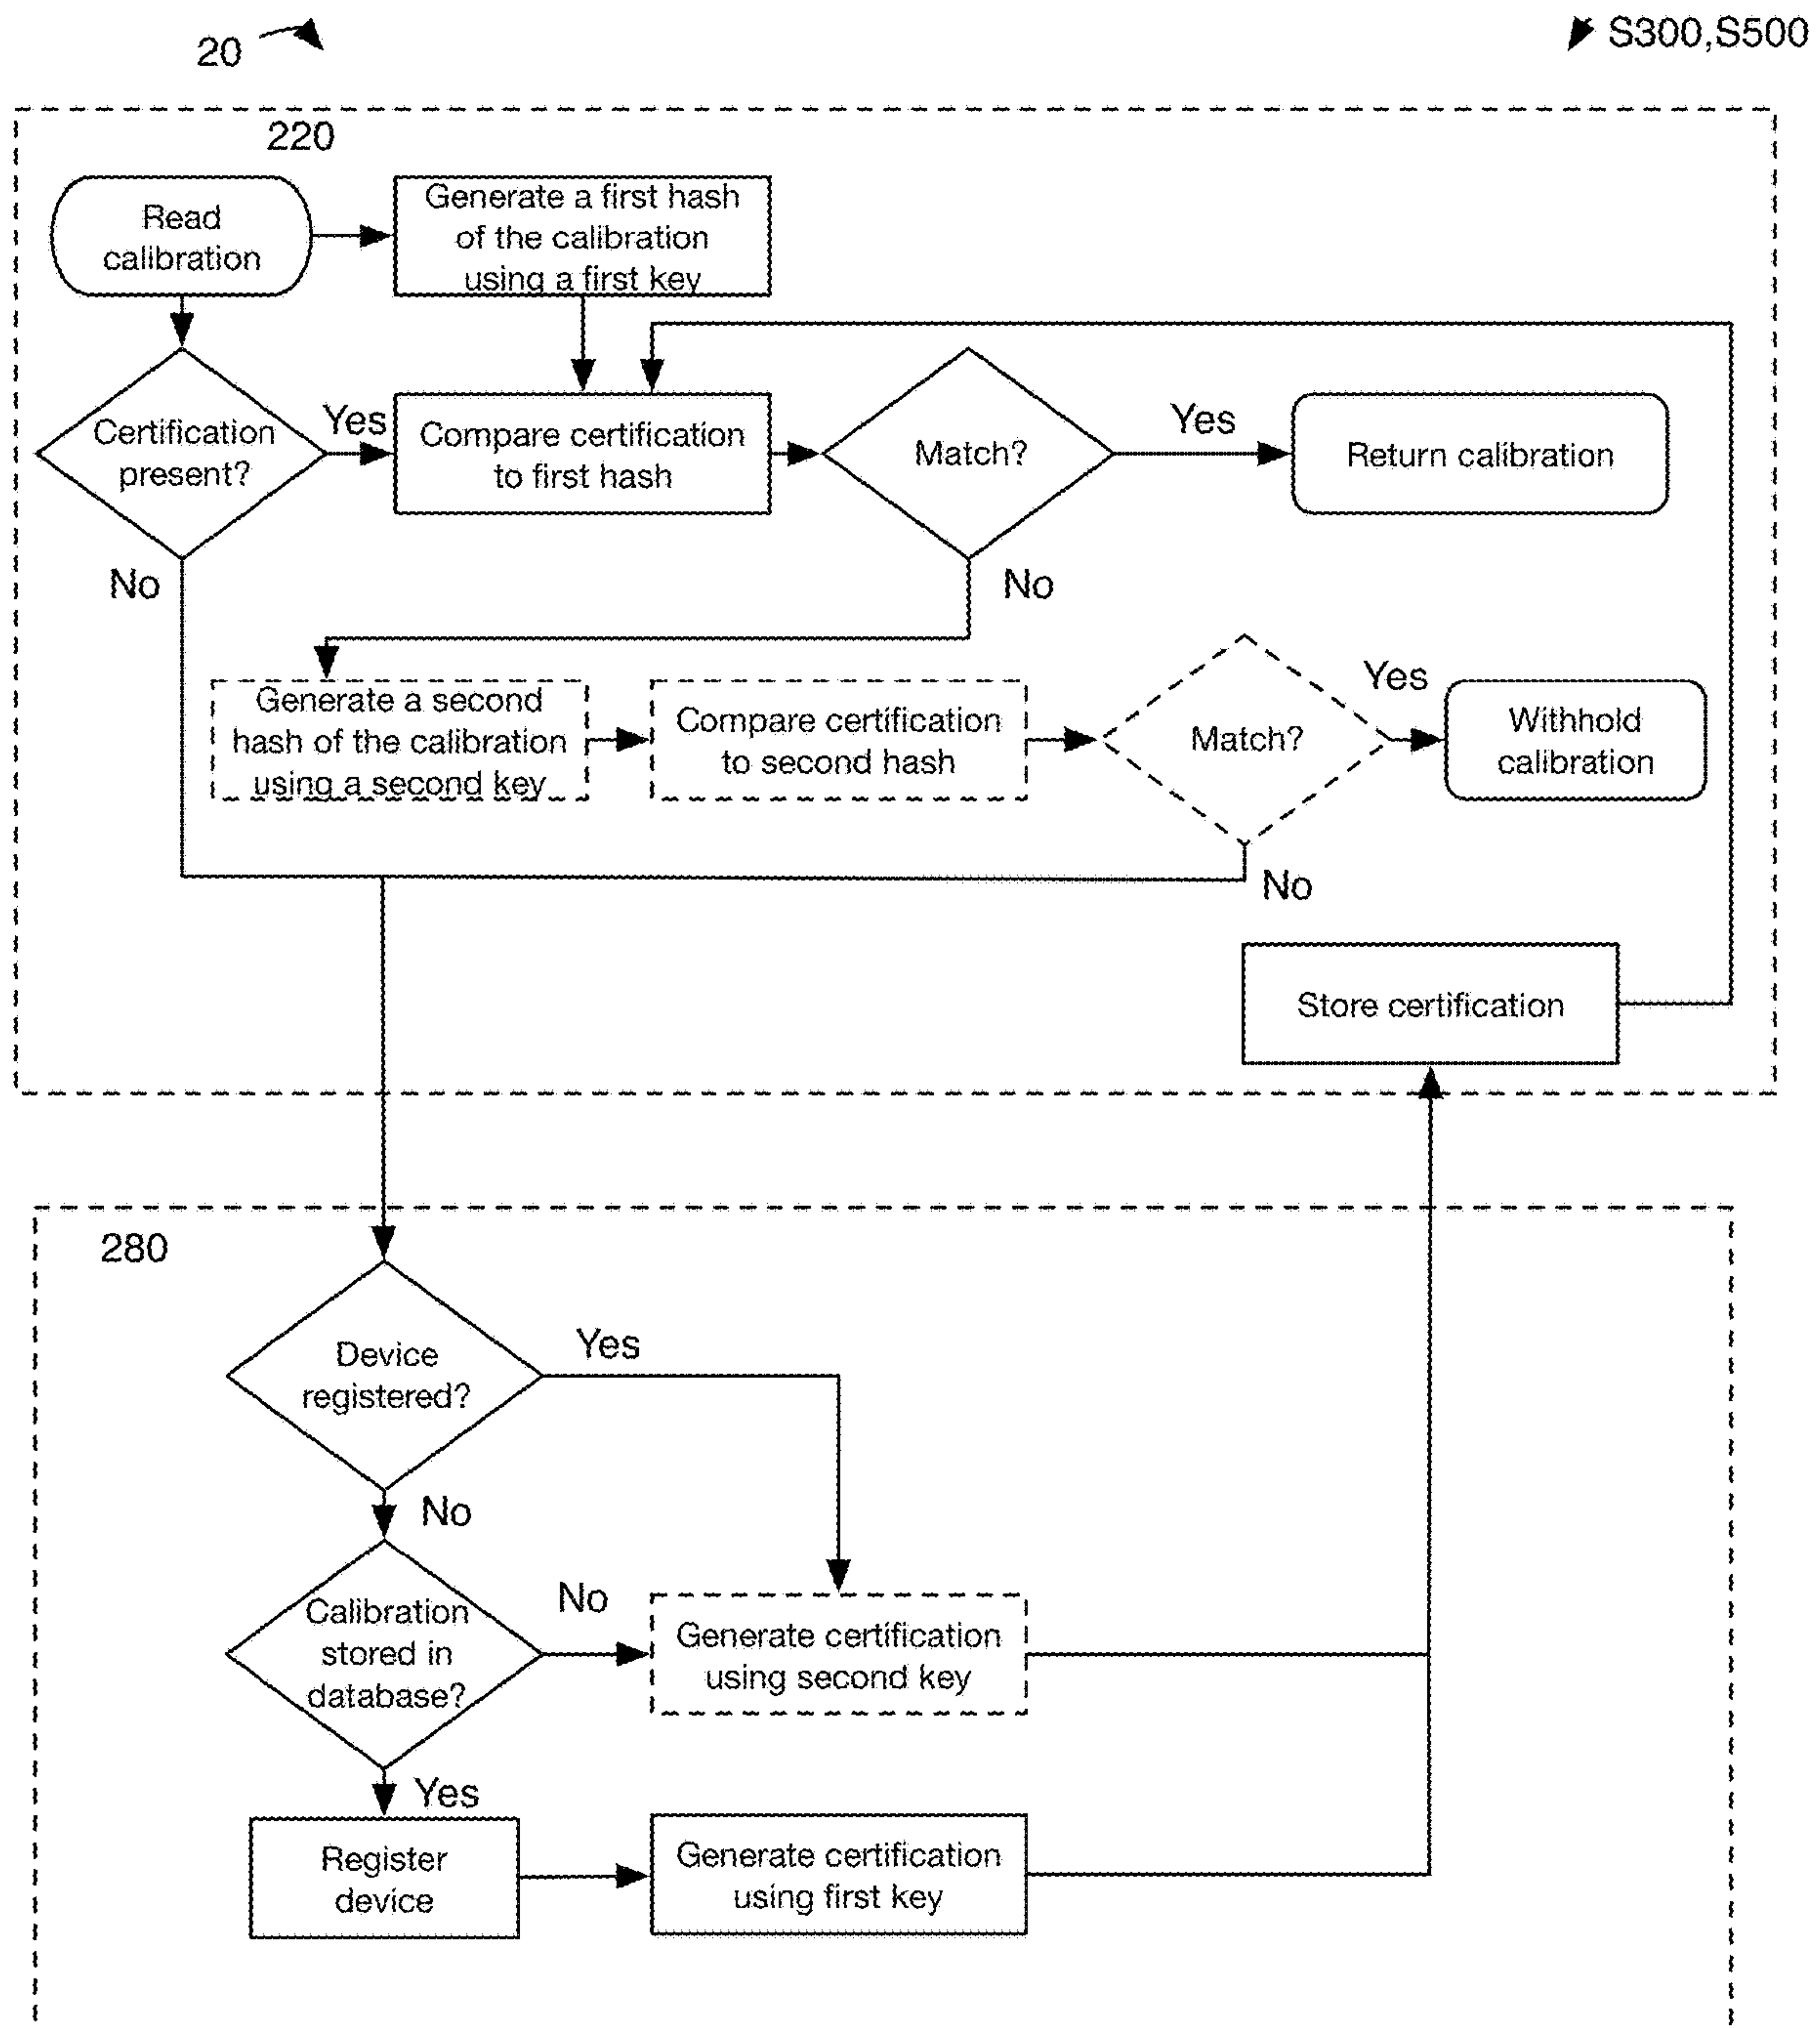 20
S300,S500
220
Read
calibration
Generate a first hash
of the calibration
using a first key
Certification
present?
Yes
Compare certification
to first hash
Match?
Yes
Return calibration
No
No
Generate a second
hash of the calibration
using a second key
Compare certification
to second hash
Match?
Yes
Withhold
calibration
No
Store certification
280
Device
registered?
Yes
No
Calibration
stored in
database?
No
Generate certification
using second key
Yes
Register
device
Generate certification
using first key